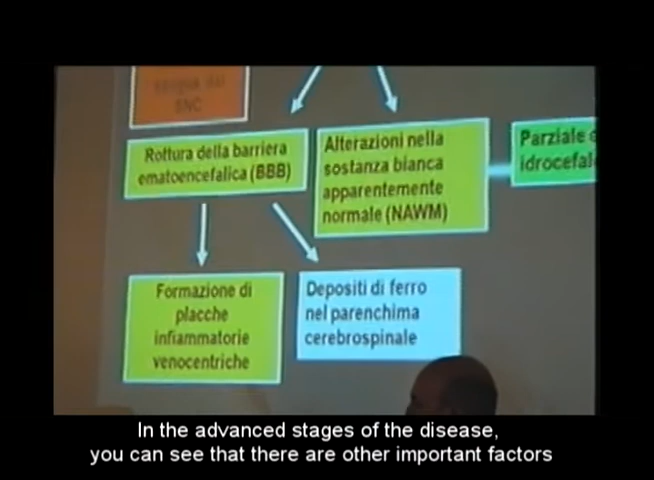 SNC
Rottura della barriera
ematoencefalica (BBB)
Alterazioni nella
sostanza bianca
apparentemente
normale (NAWM)
Parziale
idrocefal
Formazione di
placche
infiammatorie
venocentriche
Depositi di ferro
nel parenchima
cerebrospinale
In the advanced stages of the disease,
you can see that there are other important factors